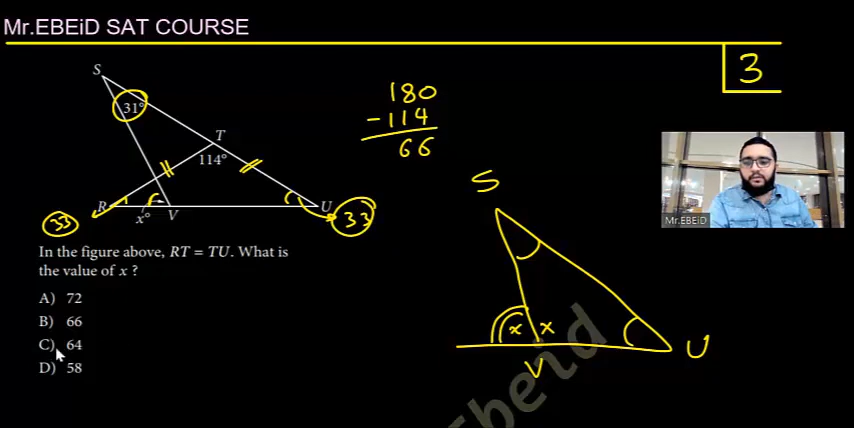 Mr.EBEiD SAT COURSE
3
S
31°
T
114°
R
x°
V
U
33
33
180
-114
66
S
x x
V
U
Mr.EBEiD
In the figure above, RT = TU. What is
the value of x ?
A) 72
B) 66
C) 64
D) 58
Ebeid